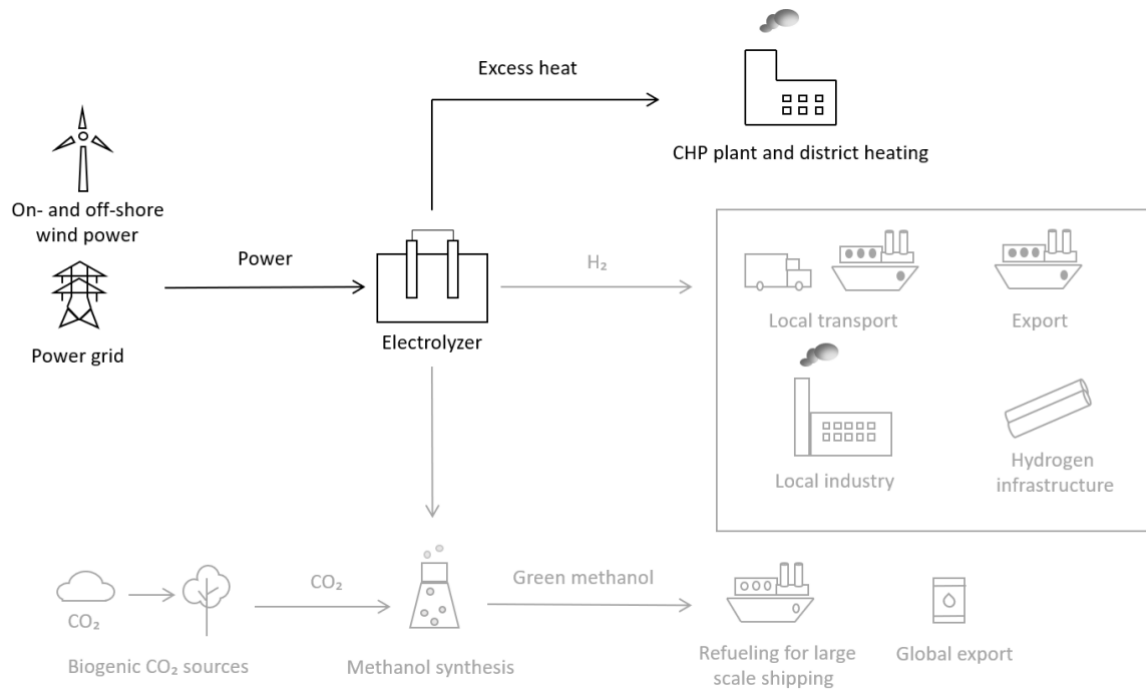 Excess heat
CHP plant and district heating
On- and off-shore
wind power
Power
H₂
Power grid
Electrolyzer
Local transport
Export
Local industry
Hydrogen
infrastructure
CO₂
Biogenic CO₂ sources
CO₂
Methanol synthesis
Green methanol
Refueling for large
scale shipping
Global export